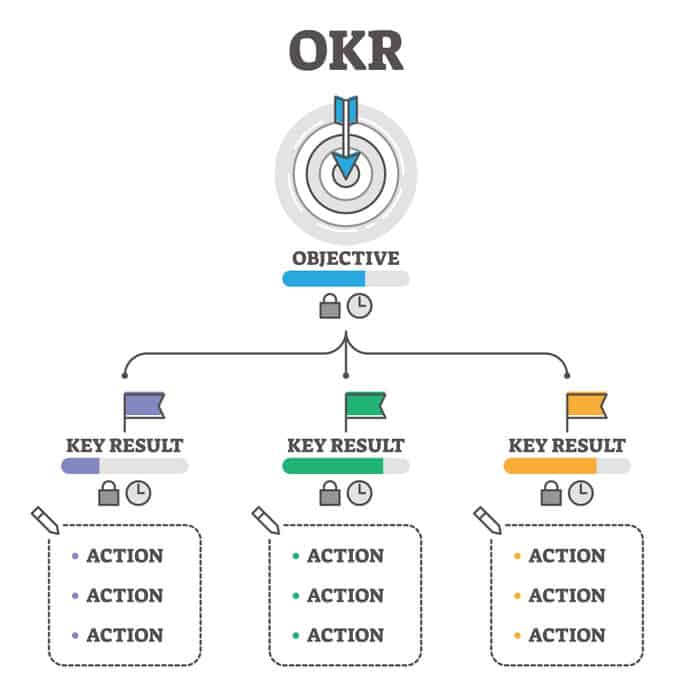 OKR
OBJECTIVE
KEY RESULT
ACTION
ACTION
ACTION
KEY RESULT
ACTION
ACTION
ACTION
KEY RESULT
ACTION
ACTION
ACTION